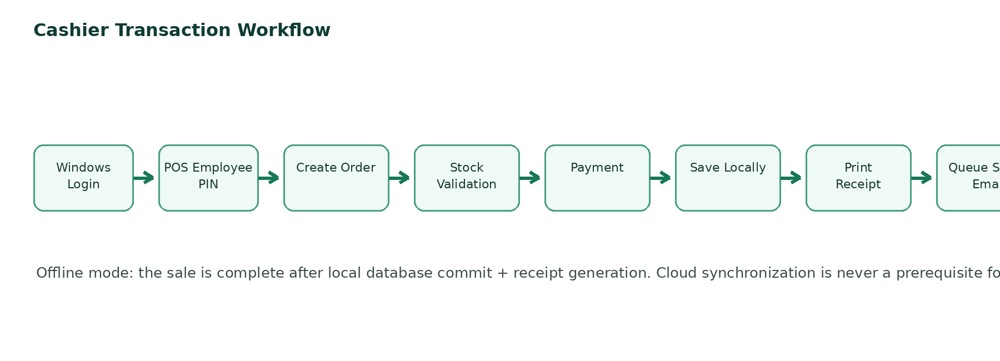 Cashier Transaction Workflow
Windows
Login
POS Employee
PIN
Create Order
Stock
Validation
Payment
Save Locally
Print
Receipt
Queue
Offline mode: the sale is complete after local database commit + receipt generation. Cloud synchronization is never a prerequisite